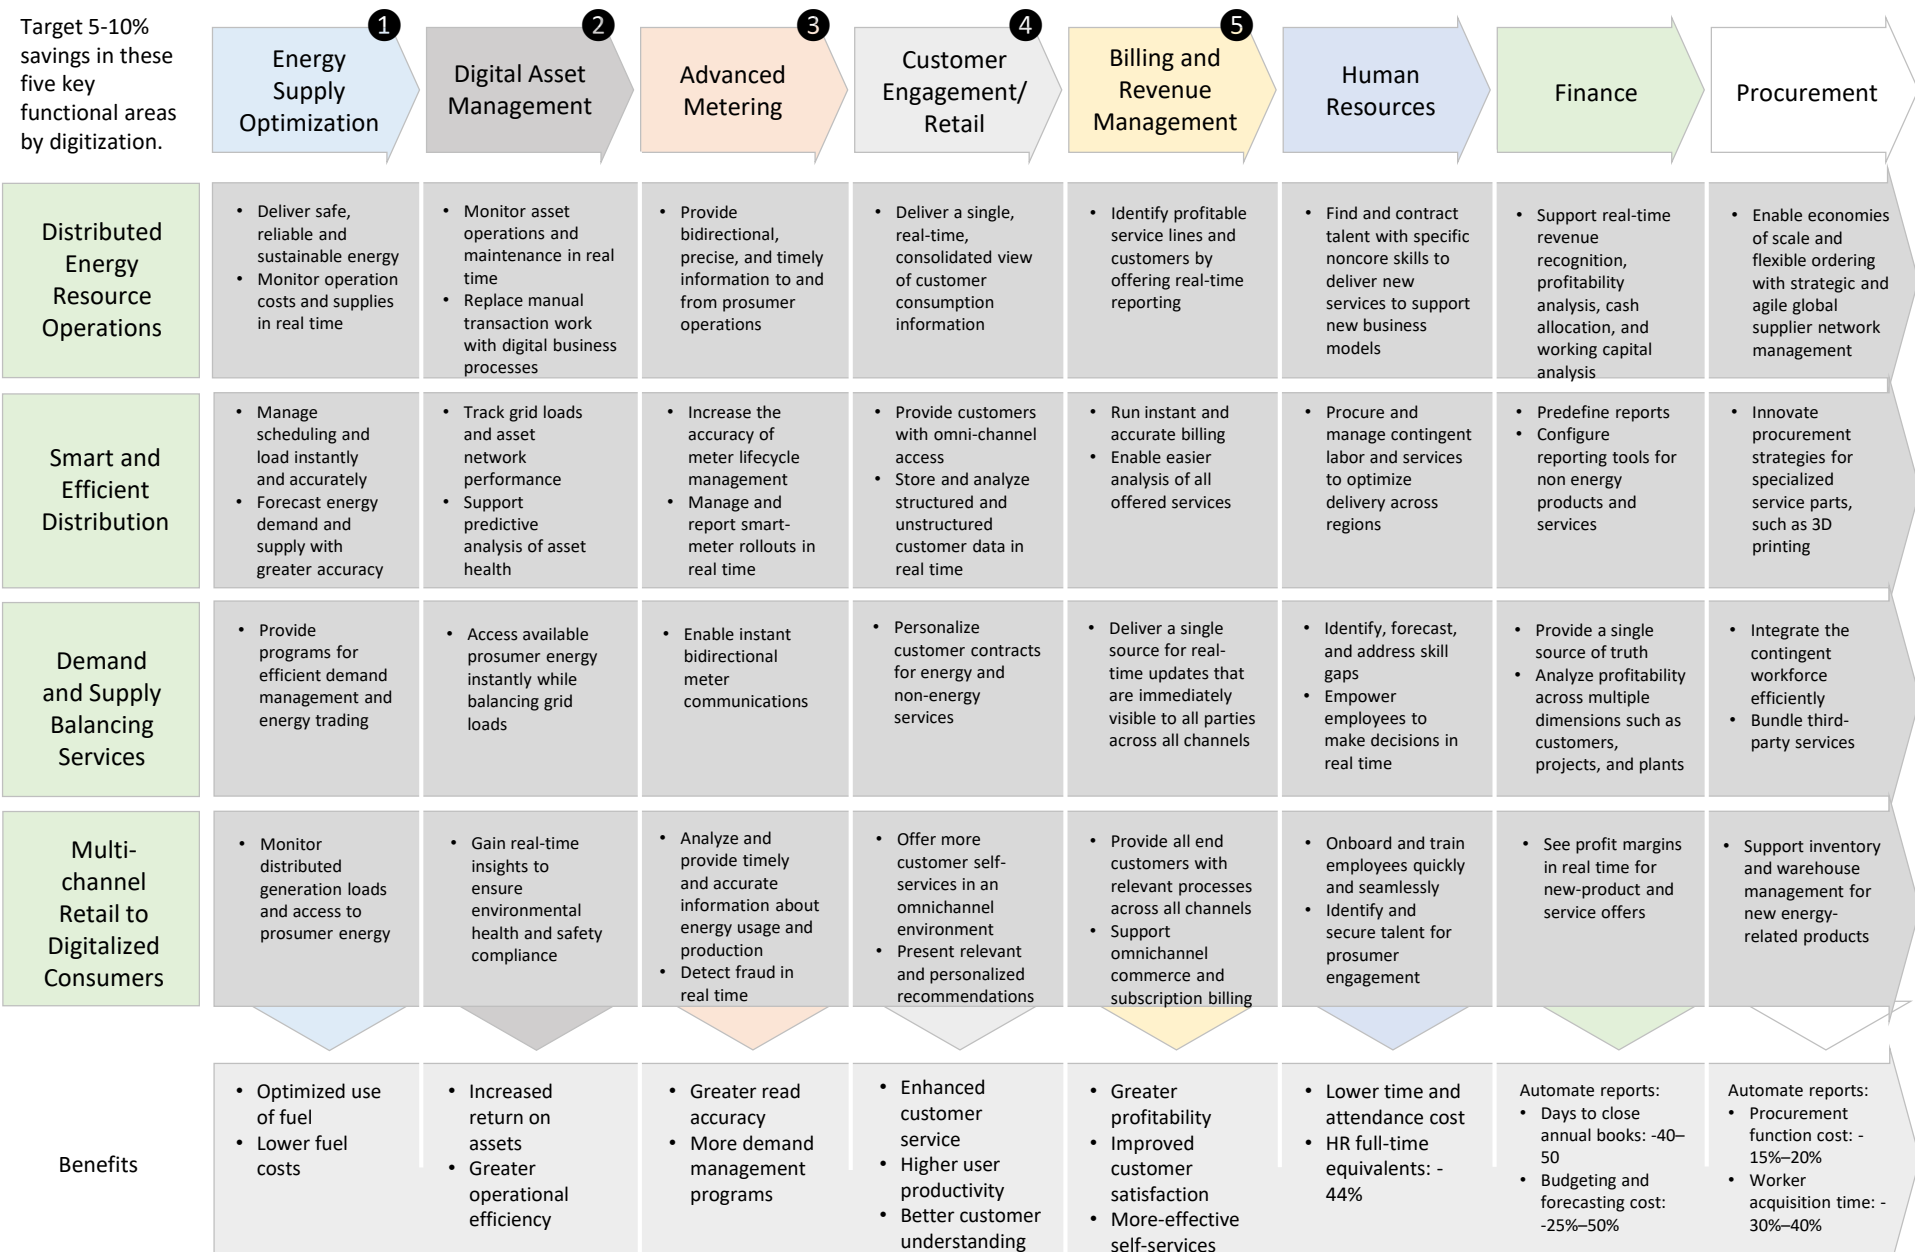 Target 5-10%
savings in these
five key
functional areas
by digitization.
1
Energy
Supply
Optimization
2
Digital Asset
Management
3
Advanced
Metering
4
Customer
Engagement/
Retail
5
Billing and
Revenue
Management
Human
Resources
Finance
Procurement
Distributed
Energy
Resource
Operations
• Deliver safe,
reliable and
sustainable energy
• Monitor operation
costs and supplies
in real time
• Monitor asset
operations and
maintenance in real
time
• Replace manual
transaction work
with digital business
processes
• Provide
bidirectional,
precise, and timely
information to and
from prosumer
operations
• Deliver a single,
real-time,
consolidated view
of customer
consumption
information
• Identify profitable
service lines and
customers by
offering real-time
reporting
• Find and contract
talent with specific
noncore skills to
deliver new
services to support
new business
models
• Support real-time
revenue
recognition,
profitability
analysis, cash
allocation, and
working capital
analysis
• Enable economies
of scale and
flexible ordering
with strategic and
agile global
supplier network
management
Smart and
Efficient
Distribution
• Manage
scheduling and
load instantly
and accurately
• Forecast energy
demand and
supply with
greater accuracy
• Track grid loads
and asset
network
performance
• Support
predictive
analysis of asset
health
• Increase the
accuracy of
meter lifecycle
management
• Manage and
report smart-
meter rollouts in
real time
• Provide customers
with omni-channel
access
• Store and analyze
structured and
unstructured
customer data in
real time
• Run instant and
accurate billing
• Enable easier
analysis of all
offered services
• Procure and
manage contingent
labor and services
to optimize
delivery across
regions
• Predefine reports
• Configure
reporting tools for
non energy
products and
services
• Innovate
procurement
strategies for
specialized
service parts,
such as 3D
printing
Demand
and Supply
Balancing
Services
• Provide
programs for
efficient demand
management and
energy trading
• Access available
prosumer energy
instantly while
balancing grid
loads
• Enable instant
bidirectional
meter
communications
• Personalize
customer contracts
for energy and
non-energy
services
• Deliver a single
source for real-
time updates that
are immediately
visible to all parties
across all channels
• Identify, forecast,
and address skill
gaps
• Empower
employees to
make decisions in
real time
• Provide a single
source of truth
• Analyze profitability
across multiple
dimensions such as
customers,
projects, and plants
• Integrate the
contingent
workforce
efficiently
• Bundle third-
party services
Multi-
channel
Retail to
Digitalized
Consumers
• Monitor
distributed
generation loads
and access to
prosumer energy
• Gain real-time
insights to
ensure
environmental
health and safety
compliance
• Analyze and
provide timely
and accurate
information about
energy usage and
production
• Detect fraud in
real time
• Offer more
customer self-
services in an
omnichannel
environment
• Present relevant
and personalized
recommendations
• Provide all end
customers with
relevant processes
across all channels
• Support
omnichannel
commerce and
subscription billing
• Onboard and train
employees quickly
and seamlessly
• Identify and
secure talent for
prosumer
engagement
• See profit margins
in real time for
new-product and
service offers
• Support inventory
and warehouse
management for
new energy-
related products
Benefits
• Optimized use
of fuel
• Lower fuel
costs
• Increased
return on
assets
• Greater
operational
efficiency
• Greater read
accuracy
• More demand
management
programs
• Enhanced
customer
service
• Higher user
productivity
• Better customer
understanding
• Greater
profitability
• Improved
customer
satisfaction
• More-effective
self-services
• Lower time and
attendance cost
• HR full-time
equivalents: -
44%
Automate reports:
• Days to close
annual books: -40–
50
• Budgeting and
forecasting cost:
-25%–50%
Automate reports:
• Procurement
function cost: -
15%–20%
• Worker
acquisition time: -
30%–40%